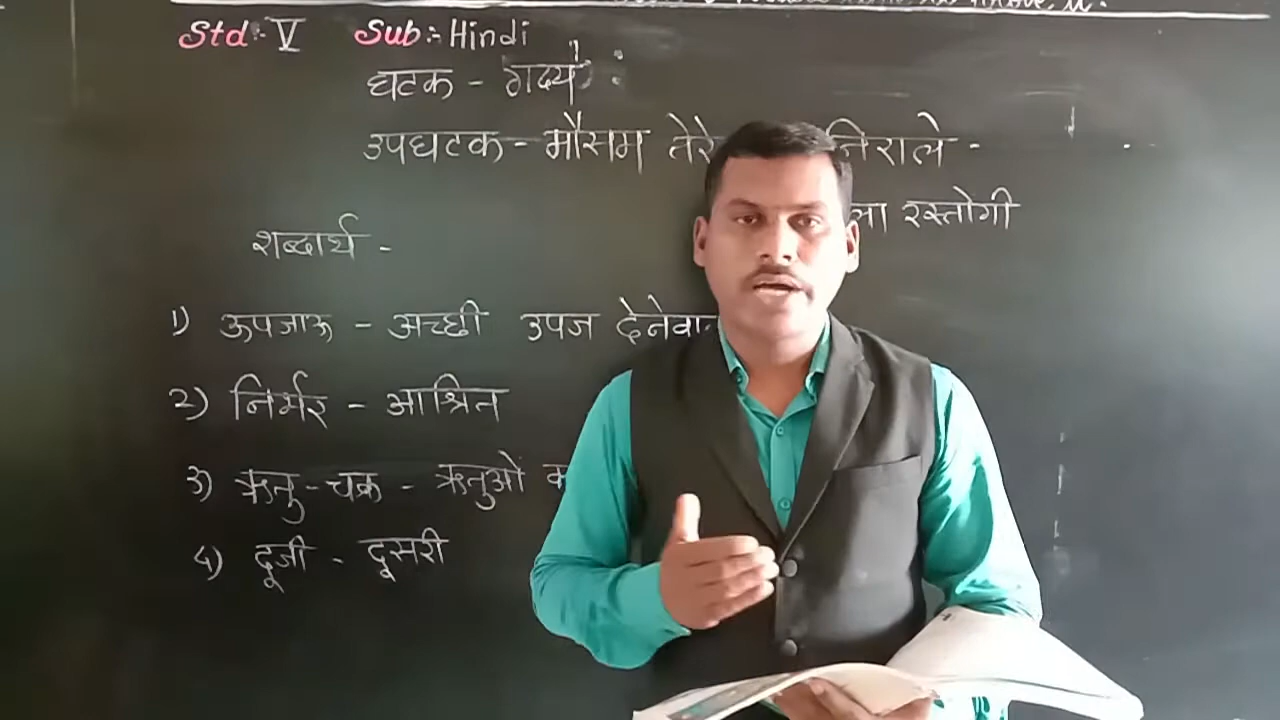 Std:- V Sub:- Hindi
घटक - गद्य :
उपघटक - मौसम तेरे निराले -
ला रस्तोगी
शब्दार्थ -
1) ऊपजाऊ - अच्छी उपज देनेवा
2) निर्भर - आश्रित
3) ऋतु-चक्र - ऋतुओं क
4) दूजी - दूसरी